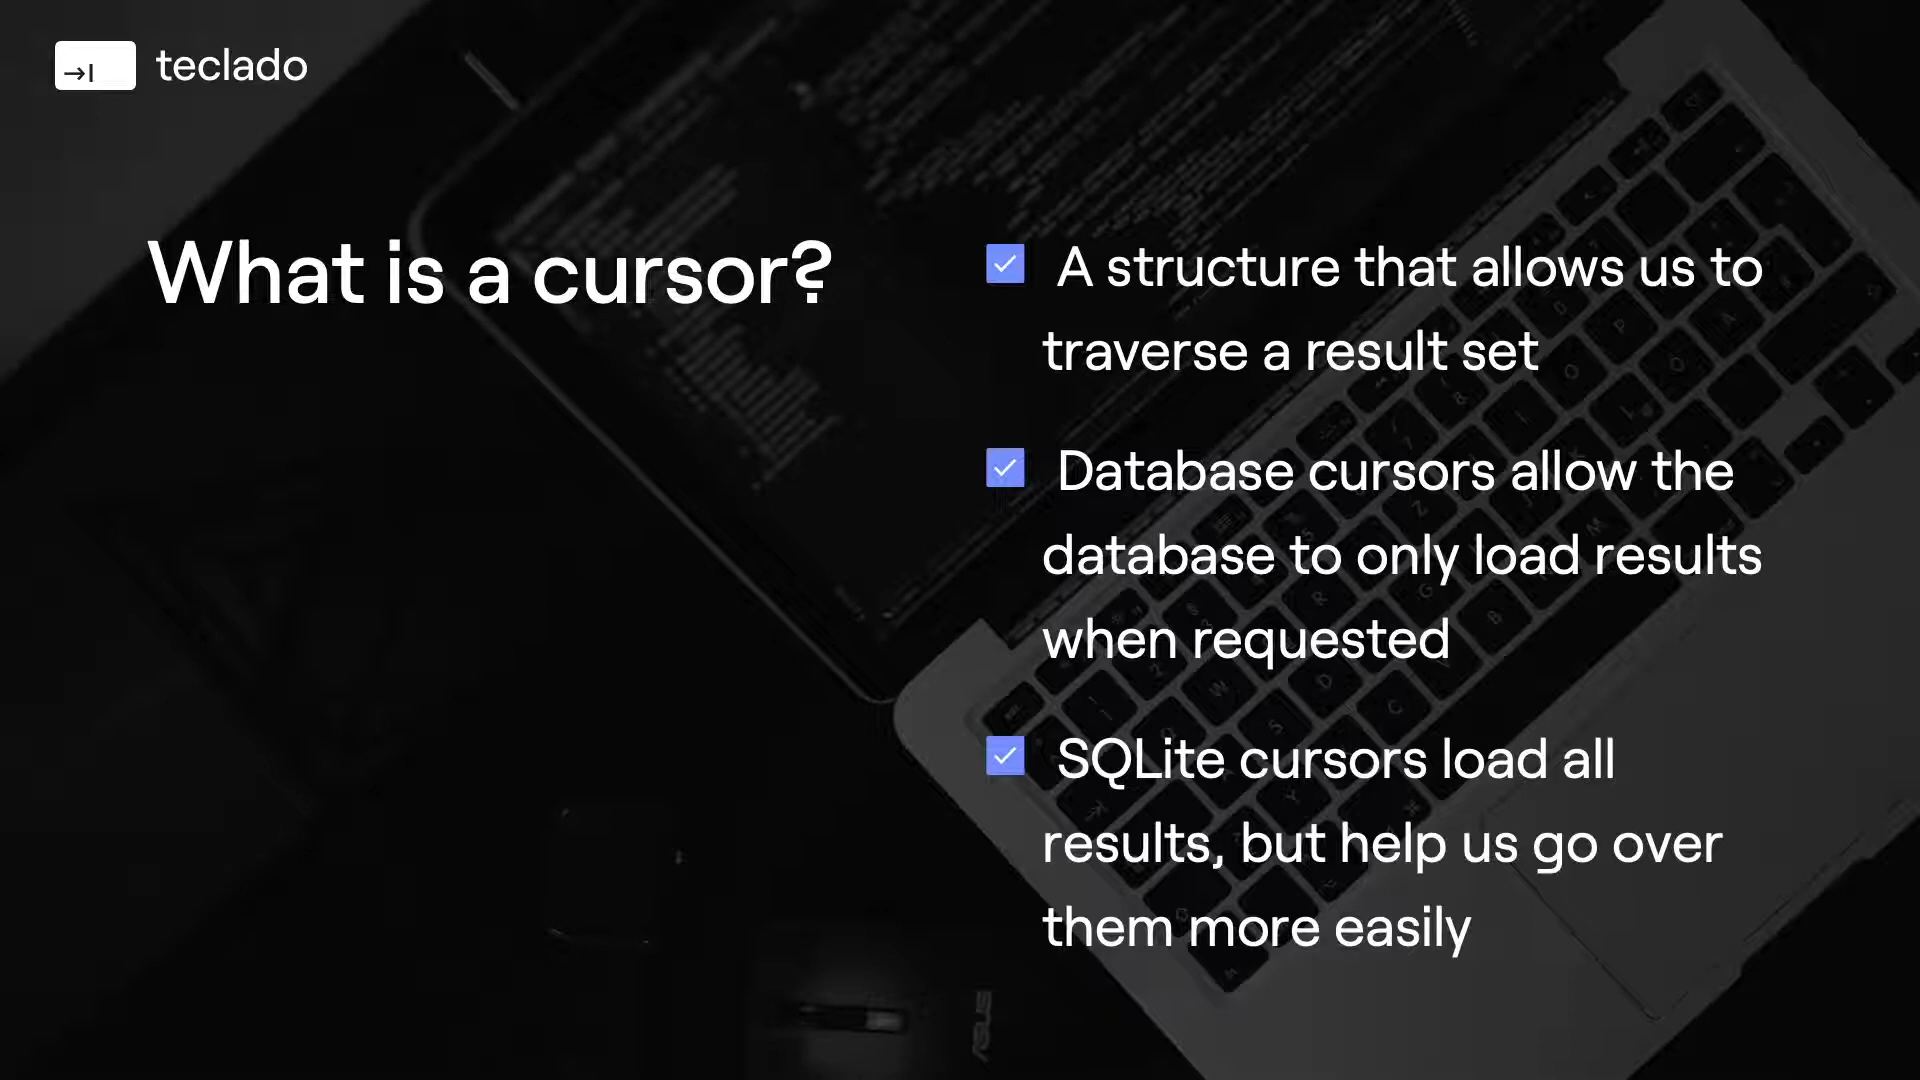 teclado
What is a cursor?
A structure that allows us to
traverse a result set
Database cursors allow the
database to only load results
when requested
SQLite cursors load all
results, but help us go over
them more easily
ASUS